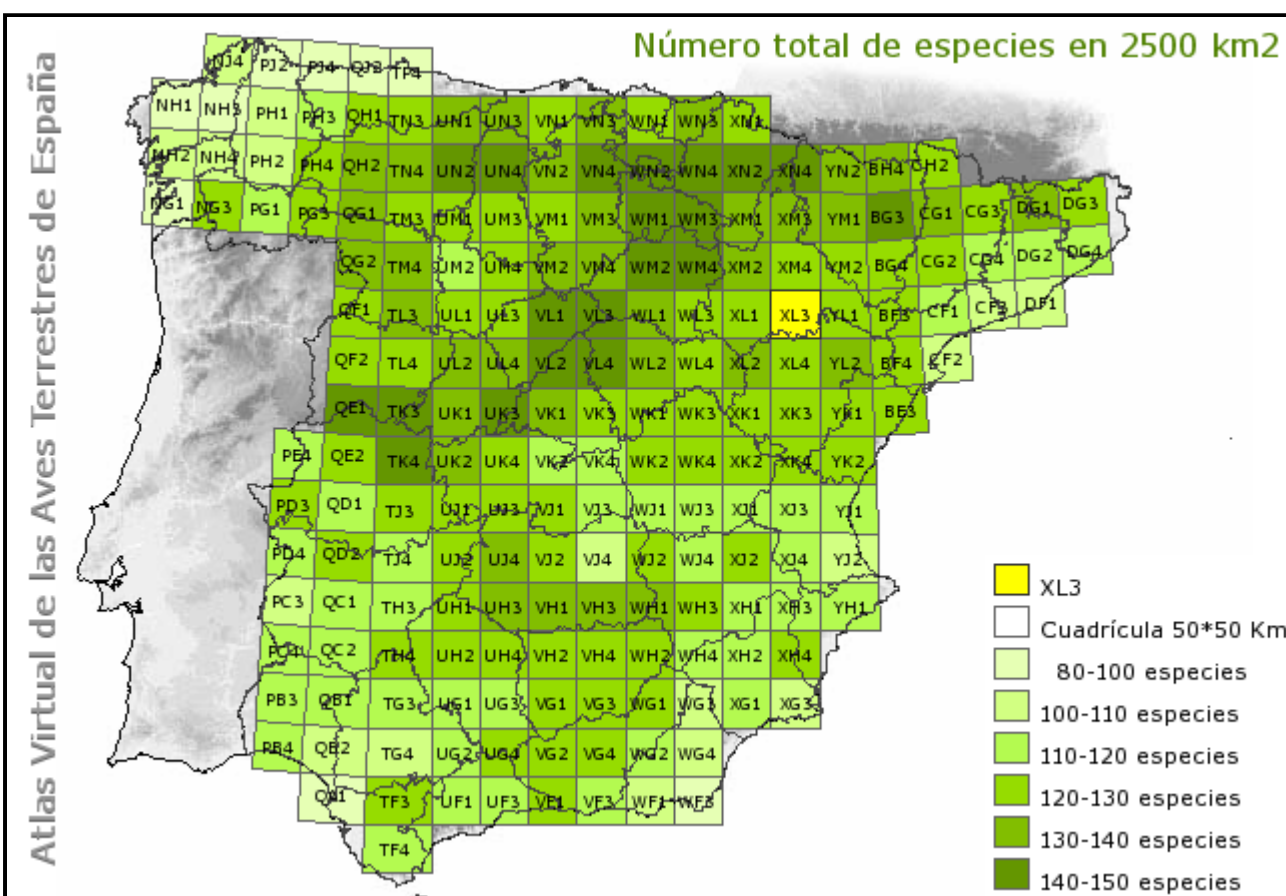 Número total de especies en 2500 km2
Atlas Virtual de las Aves Terrestres de España
NJ4 PJ2 PJ4 QJ2 TP4
NH1 NH3 PH1 PH3 QH1 TN3 UN1 UN3 VN1 VN3 WN1 WN3 XN1
NH2 NH4 PH2 PH4 QH2 TN4 UN2 UN4 VN2 VN4 WN2 WN4 XN2 XN4 YN2 BH4 CH2
NG1 NG3 PG1 PG3 QG1 TM3 UM1 UM3 VM1 VM3 WM1 WM3 XM1 XM3 YM1 BG3 CG1 CG3 DG1 DG3
QG2 TM4 UM2 UM4 VM2 VM4 WM2 WM4 XM2 XM4 YM2 BG4 CG2 CG4 DG2 DG4
QF1 TL3 UL1 UL3 VL1 VL3 WL1 WL3 XL1 XL3 YL1 BF3 CF1 CF3 DF1
QF2 TL4 UL2 UL4 VL2 VL4 WL2 WL4 XL2 XL4 YL2 BF4 CF2
QE1 TK3 UK1 UK3 VK1 VK3 WK1 WK3 XK1 XK3 YK1 BE3
PE4 QE2 TK4 UK2 UK4 VK2 VK4 WK2 WK4 XK2 XK4 YK2
PD3 QD1 TJ3 UJ1 UJ3 VJ1 VJ3 WJ1 WJ3 XJ1 XJ3 YJ1
PD4 QD2 TJ4 UJ2 UJ4 VJ2 VJ4 WJ2 WJ4 XJ2 XJ4 YJ2
PC3 QC1 TH3 UH1 UH3 VH1 VH3 WH1 WH3 XH1 XH3 YH1
PC4 QC2 TH4 UH2 UH4 VH2 VH4 WH2 WH4 XH2 XH4
PB3 QB1 TG3 UG1 UG3 VG1 VG3 WG1 WG3 XG1 XG3
PB4 QB2 TG4 UG2 UG4 VG2 VG4 WG2 WG4
QA1 TF3 UF1 UF3 VF1 VF3 WF1 WF3
TF4
XL3
Cuadrícula 50*50 Km
80-100 especies
100-110 especies
110-120 especies
120-130 especies
130-140 especies
140-150 especies